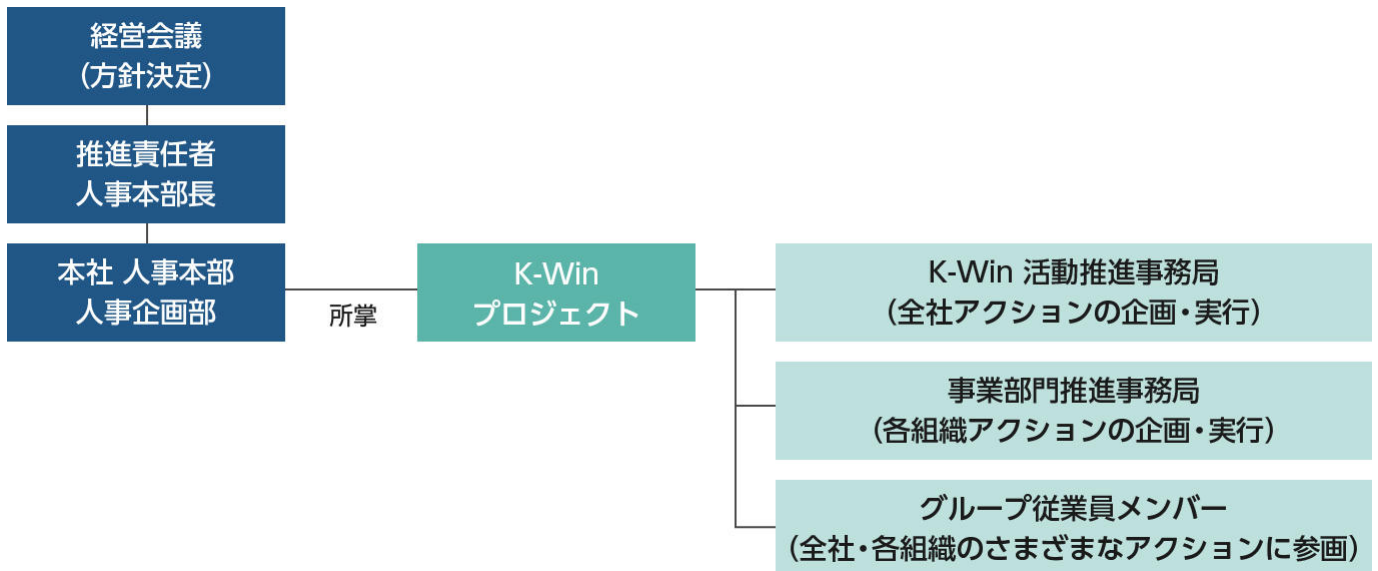 経営会議
（方針決定）
推進責任者
人事本部長
本社 人事本部
人事企画部
所掌
K-Win
プロジェクト
K-Win 活動推進事務局
（全社アクションの企画・実行）
事業部門推進事務局
（各組織アクションの企画・実行）
グループ従業員メンバー
（全社・各組織のさまざまなアクションに参画）